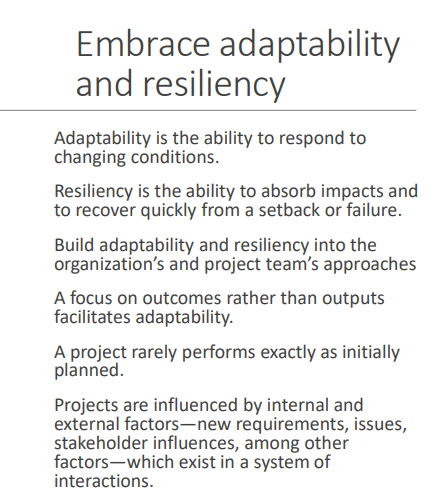 Embrace adaptability
and resiliency
Adaptability is the ability to respond to
changing conditions.
Resiliency is the ability to absorb impacts and
to recover quickly from a setback or failure.
Build adaptability and resiliency into the
organization’s and project team’s approaches
A focus on outcomes rather than outputs
facilitates adaptability.
A project rarely performs exactly as initially
planned.
Projects are influenced by internal and
external factors—new requirements, issues,
stakeholder influences, among other
factors—which exist in a system of
interactions.